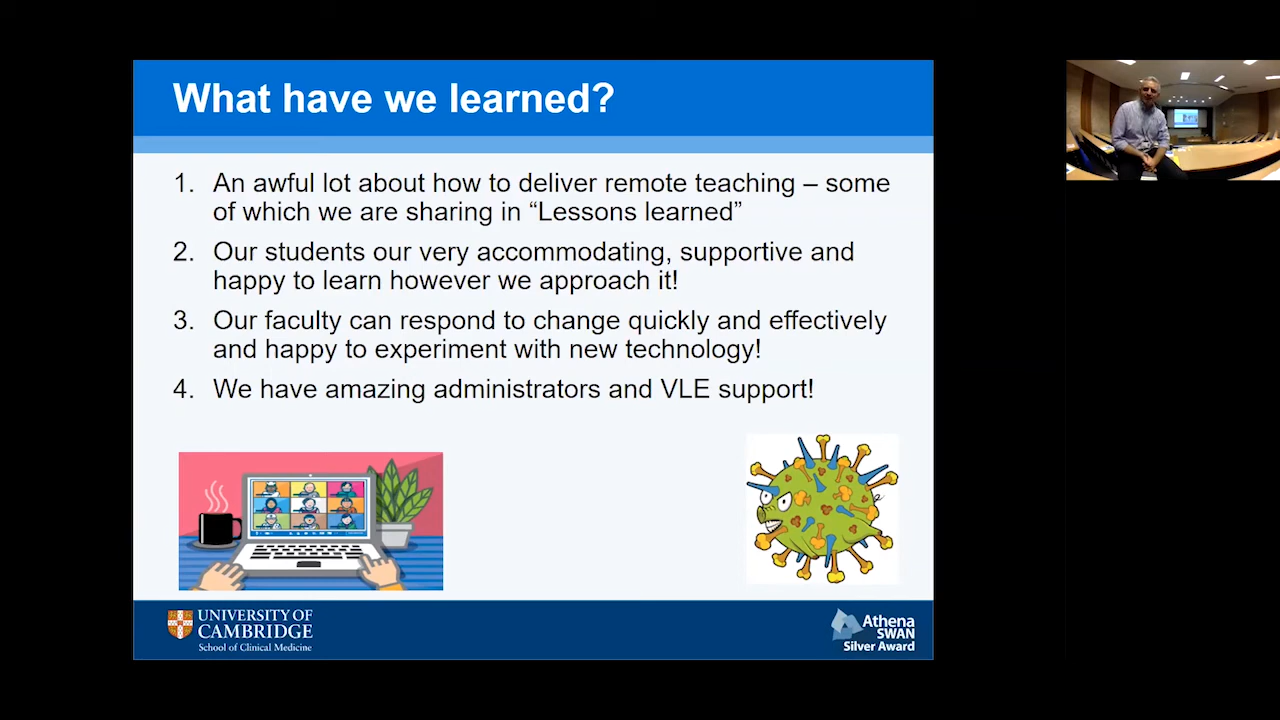 What have we learned?
1. An awful lot about how to deliver remote teaching – some
of which we are sharing in “Lessons learned”
2. Our students our very accommodating, supportive and
happy to learn however we approach it!
3. Our faculty can respond to change quickly and effectively
and happy to experiment with new technology!
4. We have amazing administrators and VLE support!
UNIVERSITY OF
CAMBRIDGE
School of Clinical Medicine
Athena
SWAN
Silver Award